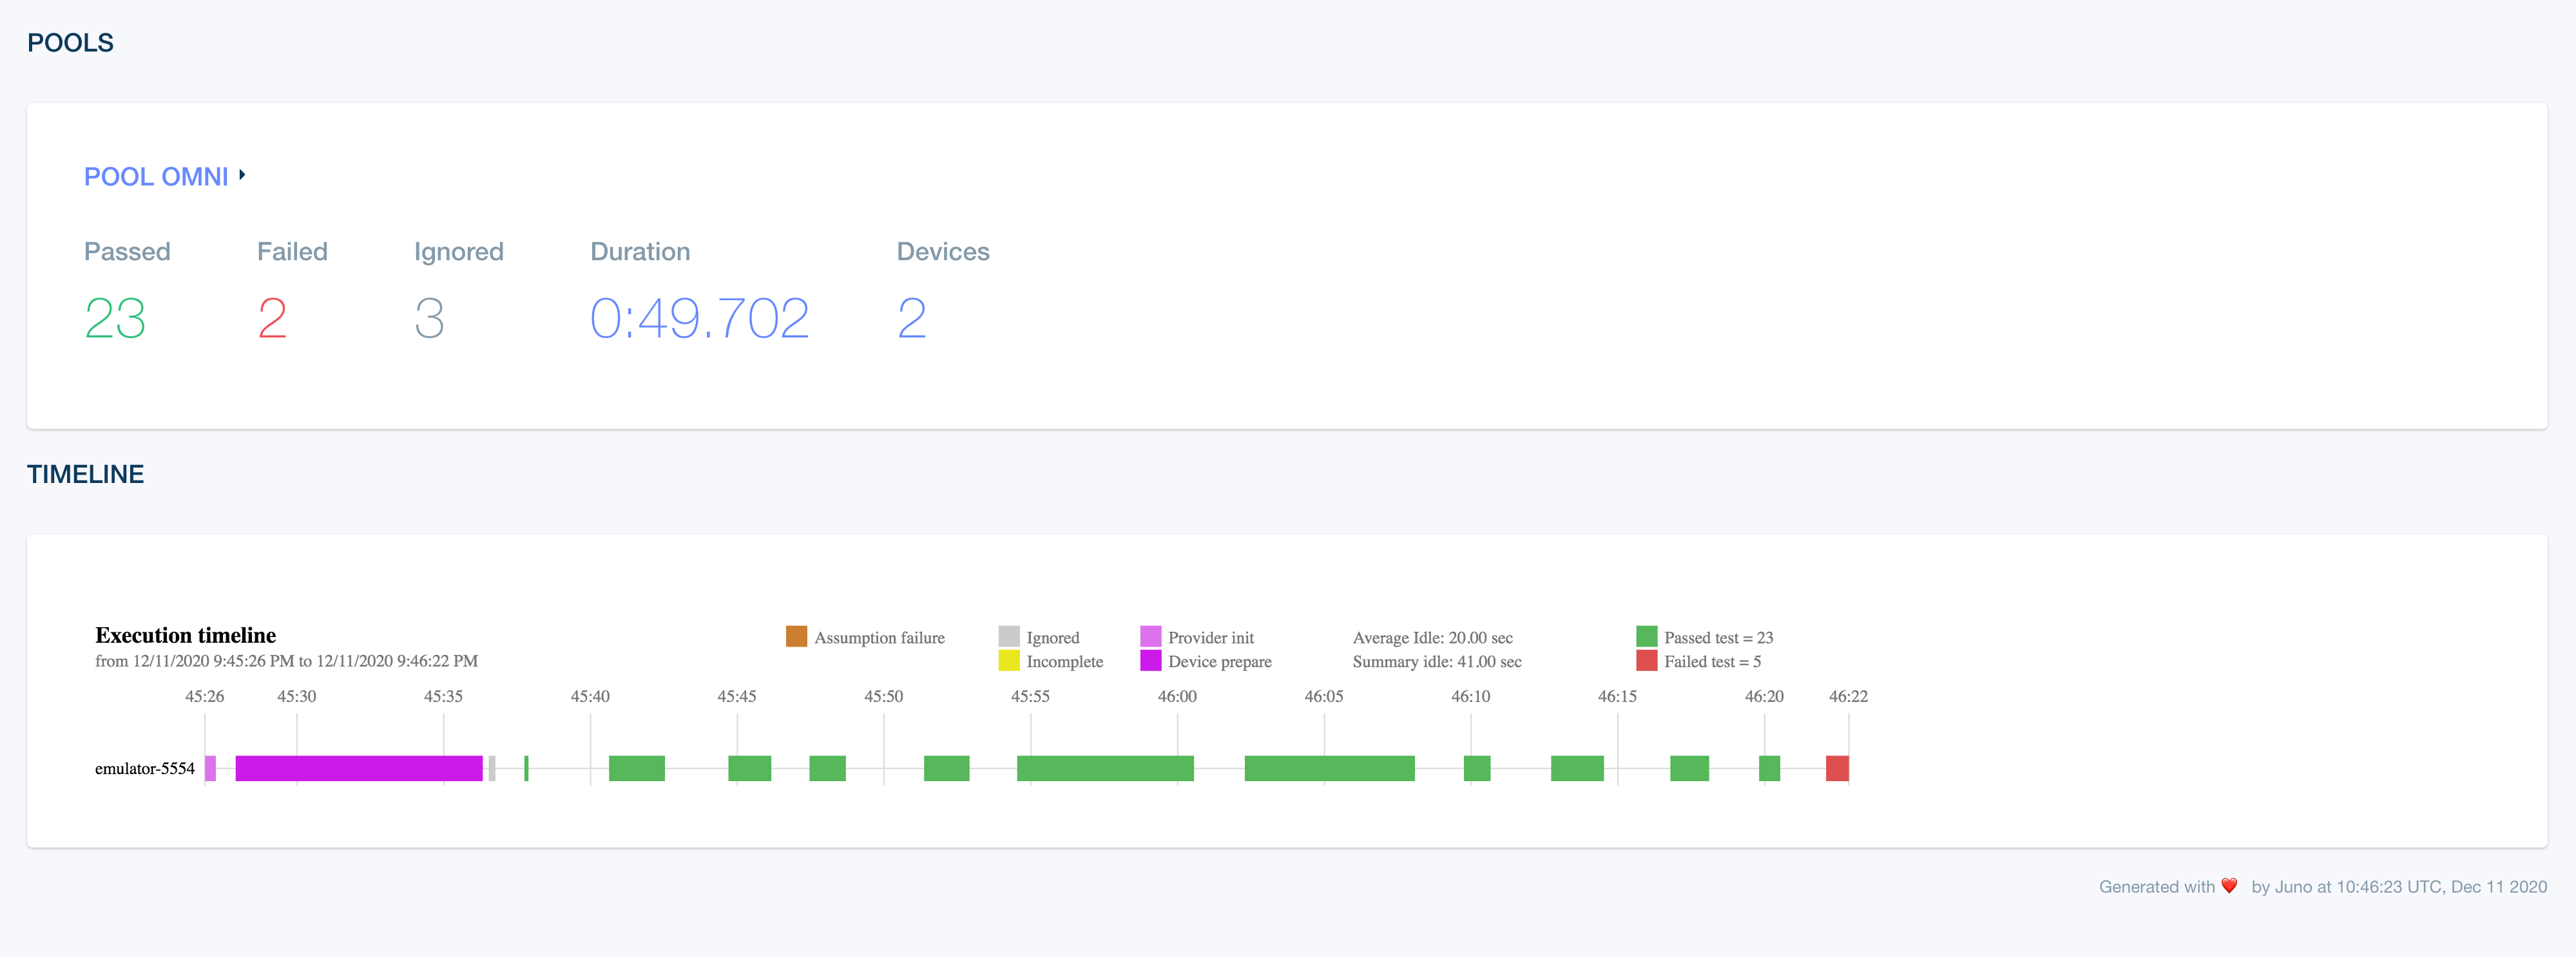 POOLS
POOL OMNI
Passed Failed Ignored Duration Devices
23 2 3 0:49.702 2
TIMELINE
Execution timeline
from 12/11/2020 9:45:26 PM to 12/11/2020 9:46:22 PM
Assumption failure Ignored Provider init Average Idle: 20.00 sec Passed test = 23
Incomplete Device prepare Summary idle: 41.00 sec Failed test = 5
45:26 45:30 45:35 45:40 45:45 45:50 45:55 46:00 46:05 46:10 46:15 46:20 46:22
emulator-5554
Generated with ❤️ by Juno at 10:46:23 UTC, Dec 11 2020